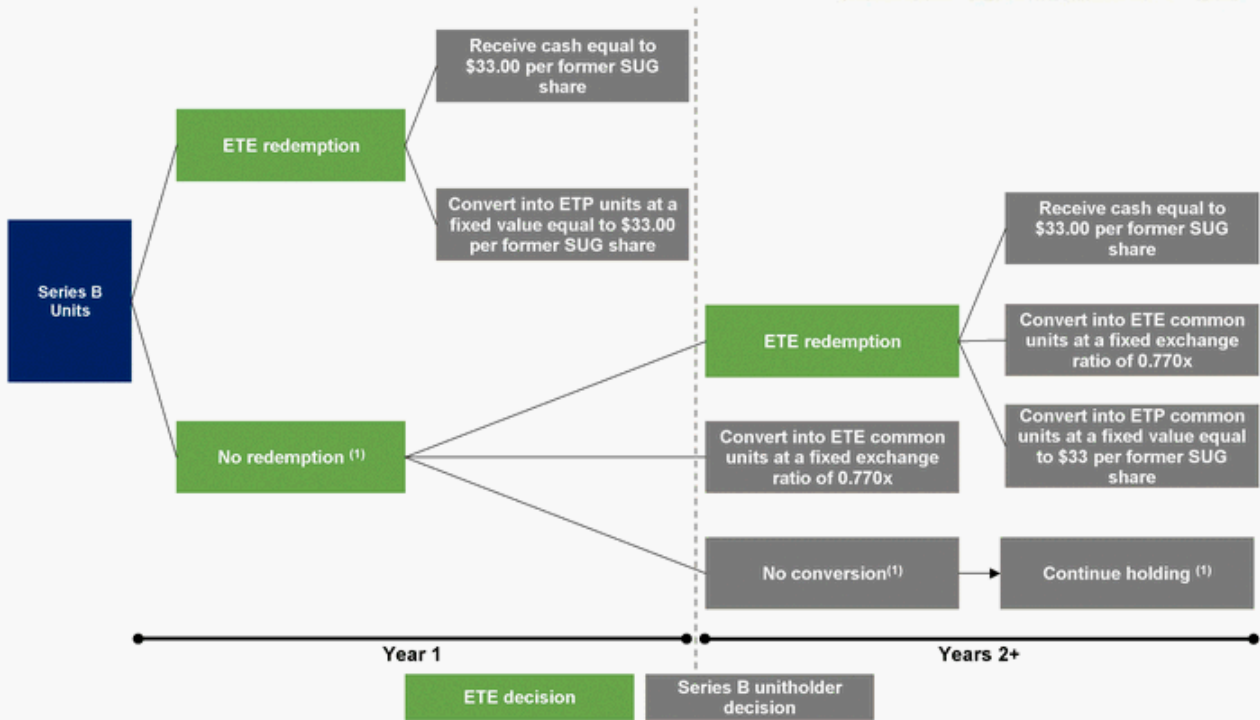 Receive cash equal to
$33.00 per former SUG
share
ETE redemption
Convert into ETP units at a
fixed value equal to $33.00
per former SUG share
Series B
Units
No redemption (1)
Receive cash equal to
$33.00 per former SUG
share
ETE redemption
Convert into ETE common
units at a fixed exchange
ratio of 0.770x
Convert into ETP common
units at a fixed value equal
to $33 per former SUG
share
Convert into ETE common
units at a fixed exchange
ratio of 0.770x
No conversion(1)
Continue holding (1)
Year 1
Years 2+
ETE decision
Series B unitholder
decision